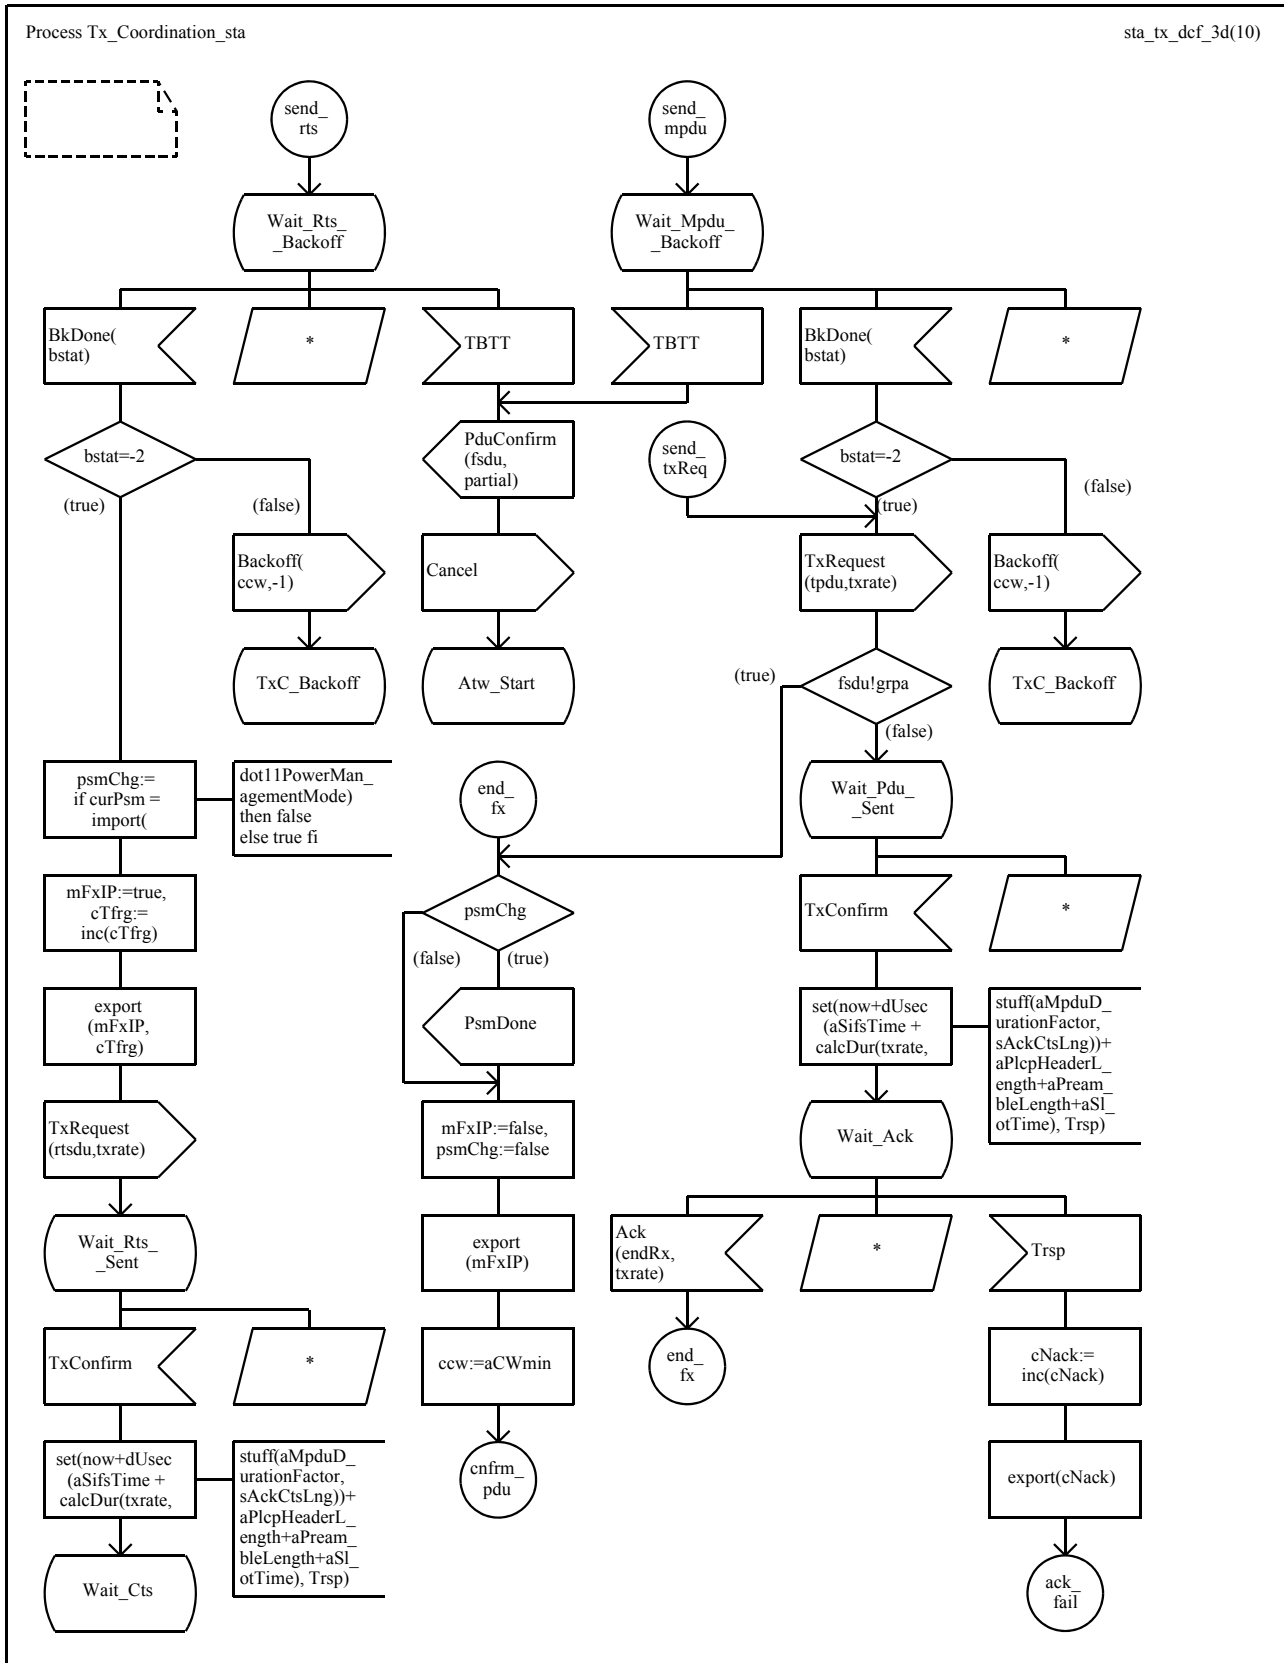 Process Tx_Coordination_sta
sta_tx_dcf_3d(10)
send_
rts
send_
mpdu
Wait_Rts_
_Backoff
Wait_Mpdu_
_Backoff
BkDone(
bstat)
*
TBTT
TBTT
BkDone(
bstat)
*
bstat=-2
(true)
(false)
PduConfirm
(fsdu,
partial)
send_
txReq
bstat=-2
(true)
(false)
Backoff(
ccw,-1)
Cancel
TxRequest
(tpdu,txrate)
Backoff(
ccw,-1)
TxC_Backoff
Atw_Start
(true)
fsdu!grpa
(false)
TxC_Backoff
psmChg:=
if curPsm =
import(
dot11PowerMan_
agementMode)
then false
else true fi
end_
fx
Wait_Pdu_
_Sent
mFxIP:=true,
cTfrg:=
inc(cTfrg)
psmChg
(false)
(true)
TxConfirm
*
export
(mFxIP,
cTfrg)
PsmDone
set(now+dUsec
(aSifsTime +
calcDur(txrate,
stuff(aMpduD_
urationFactor,
sAckCtsLng))+
aPlcpHeaderL_
ength+aPream_
bleLength+aSl_
otTime), Trsp)
TxRequest
(rtsdu,txrate)
mFxIP:=false,
psmChg:=false
Wait_Ack
Wait_Rts_
_Sent
export
(mFxIP)
Ack
(endRx,
txrate)
*
Trsp
TxConfirm
*
ccw:=aCWmin
end_
fx
cNack:=
inc(cNack)
set(now+dUsec
(aSifsTime +
calcDur(txrate,
stuff(aMpduD_
urationFactor,
sAckCtsLng))+
aPlcpHeaderL_
ength+aPream_
bleLength+aSl_
otTime), Trsp)
cnfrm_
pdu
export(cNack)
Wait_Cts
ack_
fail